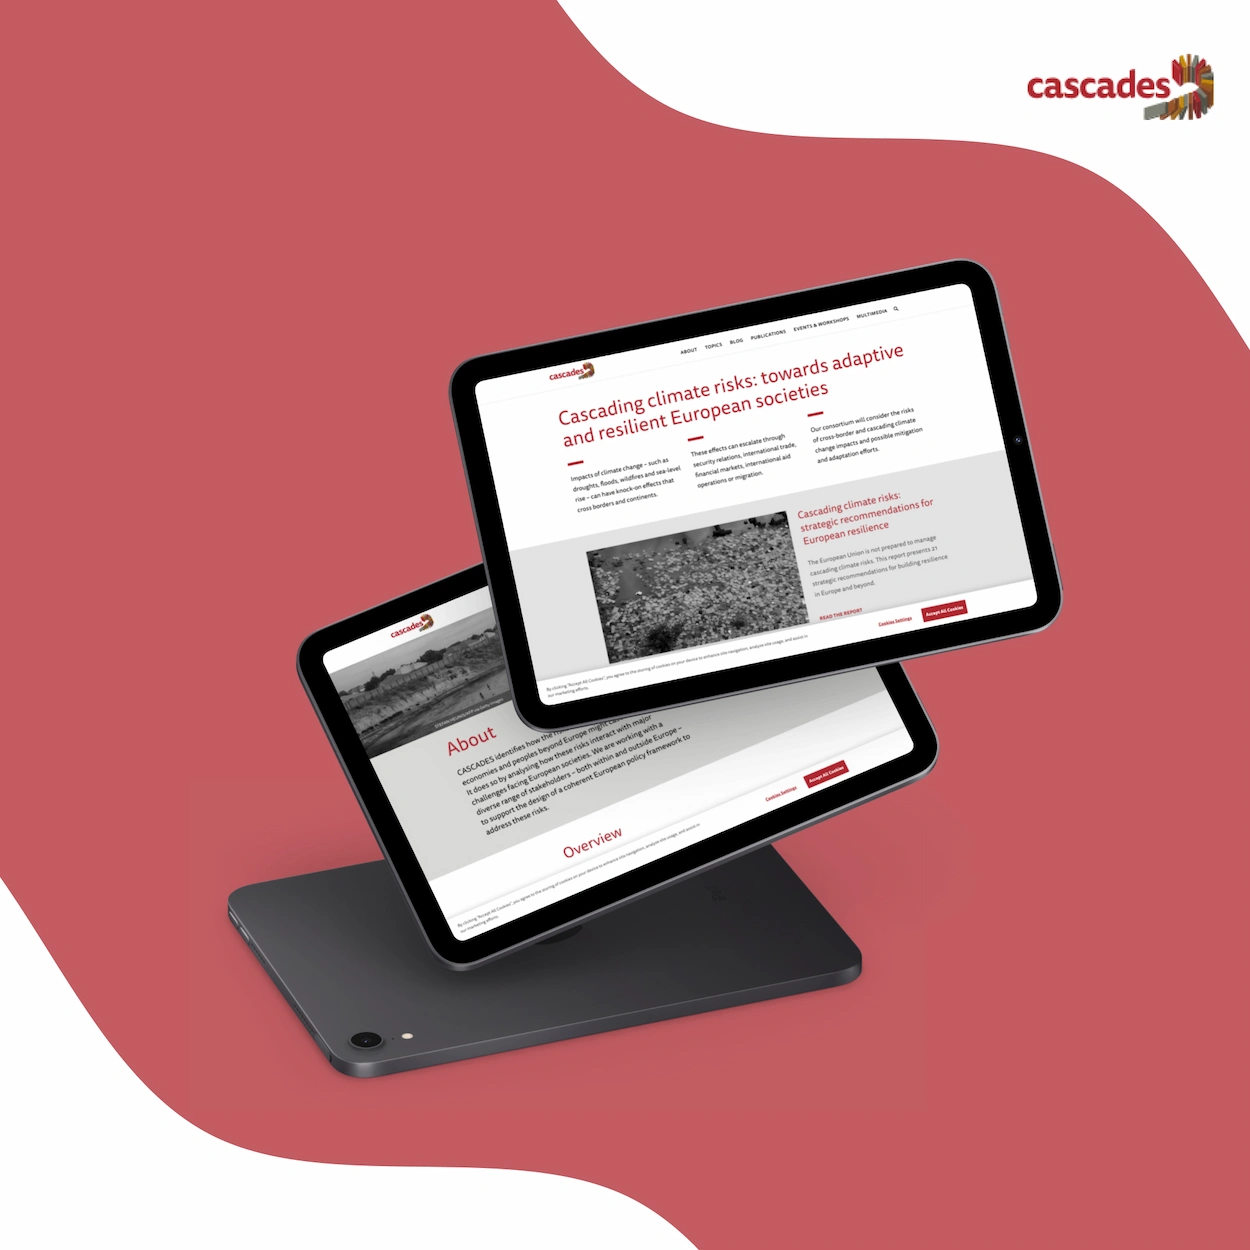 cascades
cascades
ABOUT TOPICS BLOG PUBLICATIONS EVENTS & WORKSHOPS MULTIMEDIA
Cascading climate risks: towards adaptive
and resilient European societies
Impacts of climate change – such as
droughts, floods, wildfires and sea-level
rise – can have knock-on effects that
cross borders and continents.
These effects can escalate through
security relations, international trade,
financial markets, international aid
operations or migration.
Our consortium will consider the risks
of cross-border and cascading climate
change impacts and possible mitigation
and adaptation efforts.
Cascading climate risks:
strategic recommendations for
European resilience
The European Union is not prepared to manage
cascading climate risks. This report presents 21
strategic recommendations for building resilience
in Europe and beyond.
READ THE REPORT
By clicking "Accept All Cookies", you agree to the storing of cookies on your device to enhance site navigation, analyze site usage, and assist in
our marketing efforts.
Cookies Settings
Accept All Cookies
cascades
About
CASCADES identifies how the
economies and peoples beyond Europe might
It does so by analysing how these risks interact with major
challenges facing European societies. We are working with a
diverse range of stakeholders – both within and outside Europe –
to support the design of a coherent European policy framework to
address these risks.
Overview
By clicking "Accept All Cookies", you agree to the storing of cookies on your device to enhance site navigation, analyze site usage, and assist in
our marketing efforts.
Cookies Settings
Accept All Cookies